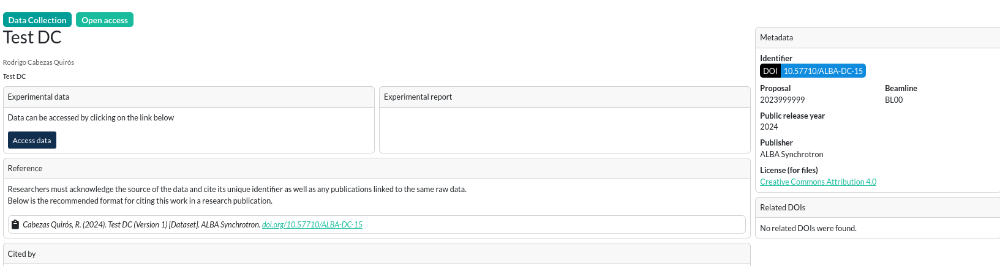 Data Collection Open access
Test DC
Rodrigo Cabezas Quirós
Test DC
Experimental data
Data can be accessed by clicking on the link below
Access data
Experimental report
Reference
Researchers must acknowledge the source of the data and cite its unique identifier as well as any publications linked to the same raw data.
Below is the recommended format for citing this work in a research publication.
Cabezas Quirós, R. (2024). Test DC (Version 1) [Dataset]. ALBA Synchrotron. doi.org/10.57710/ALBA-DC-15
Cited by
Metadata
Identifier
DOI 10.57710/ALBA-DC-15
Proposal Beamline
2023999999 BL00
Public release year
2024
Publisher
ALBA Synchrotron
License (for files)
Creative Commons Attribution 4.0
Related DOIs
No related DOIs were found.